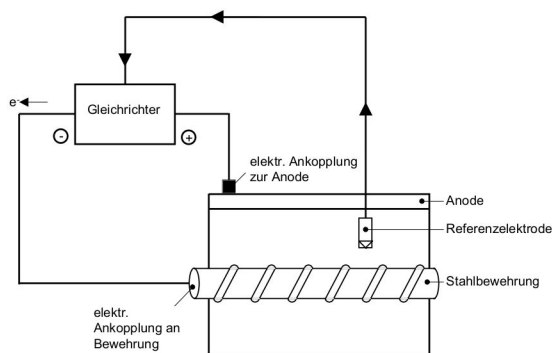 e-
Gleichrichter
-
+
elektr. Ankopplung
zur Anode
Anode
Referenzelektrode
Stahlbewehrung
elektr.
Ankopplung an
Bewehrung